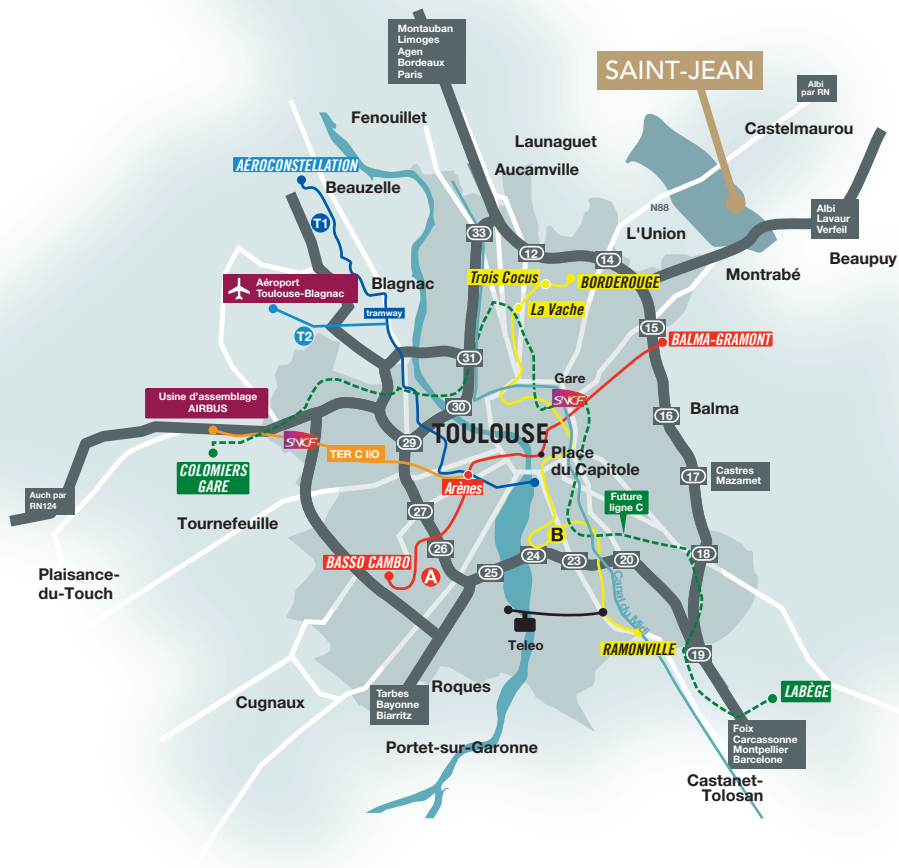 Montauban
Limoges
Agen
Bordeaux
Paris
SAINT-JEAN
Albi
par RN
Fenouillet
Castelmaurou
Launaguet
Aucamville
AÉROCONSTELLATION
Beauzelle
N88
Albi
Lavaur
Verfeil
T1
33
L'Union
12
14
Beaupuy
Montrabé
Aéroport
Toulouse-Blagnac
Blagnac
Trois Cocus
BORDEROUGE
La Vache
tramway
T2
15
BALMA-GRAMONT
31
Gare
SNCF
Usine d'assemblage
AIRBUS
30
16
Balma
SNCF
29
TOULOUSE
TER C liO
Place
du Capitole
COLOMIERS
GARE
Arènes
17
Castres
Mazamet
Auch par
RN124
Future
ligne C
Tournefeuille
27
B
26
24
23
20
18
BASSO CAMBO
A
25
Plaisance-
du-Touch
Canal du Midi
Teleo
RAMONVILLE
19
Roques
LABÈGE
Cugnaux
Tarbes
Bayonne
Biarritz
Foix
Carcassonne
Montpellier
Barcelone
Portet-sur-Garonne
Castanet-
Tolosan